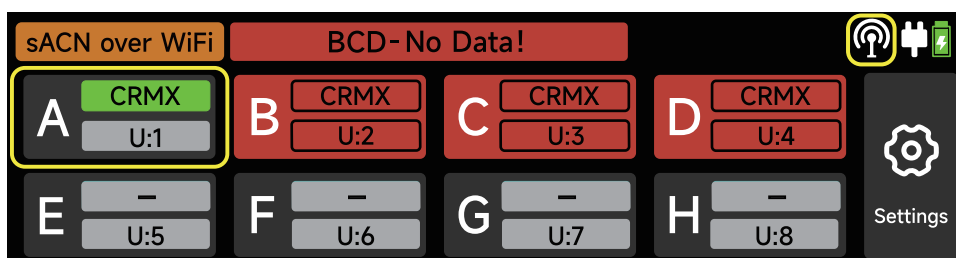 sACN over WiFi
BCD-No Data!
A
CRMX
U:1
B
CRMX
U:2
C
CRMX
U:3
D
CRMX
U:4
E
–
U:5
F
–
U:6
G
–
U:7
H
–
U:8
Settings